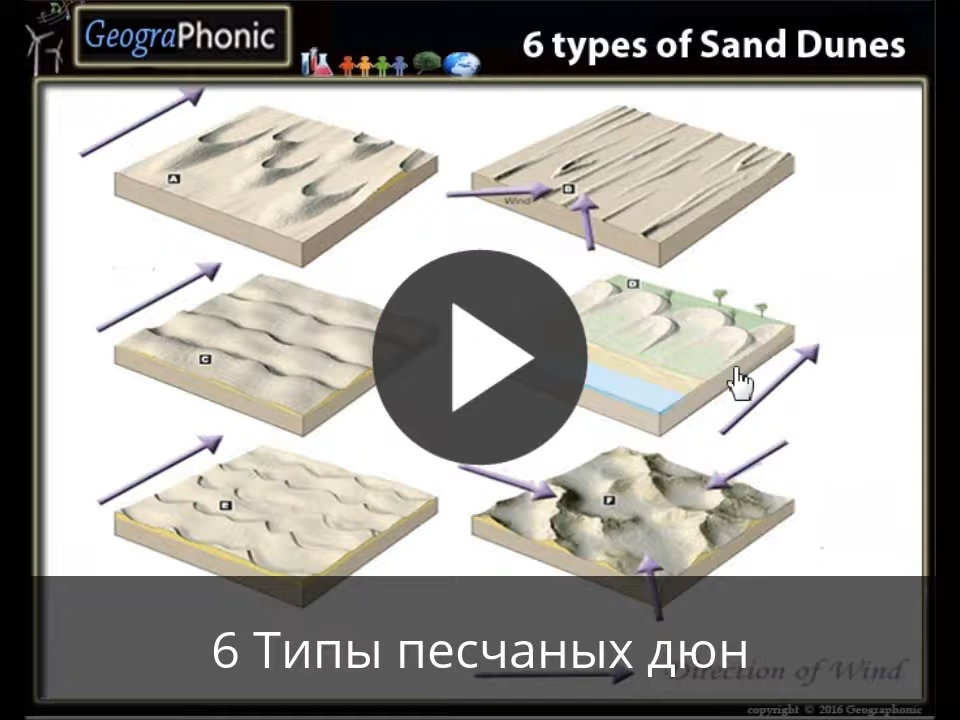 GeograPhonic
6 types of Sand Dunes
A
Wind
C
E
F
6 Типы песчаных дюн
Direction of Wind
copyright © 2016 Geographonic